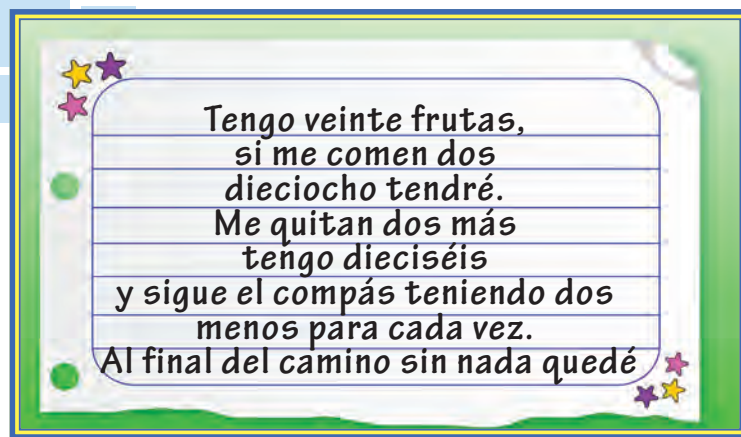 Tengo veinte frutas,
si me comen dos
dieciocho tendré.
Me quitan dos más
tengo dieciséis
y sigue el compás teniendo dos
menos para cada vez.
Al final del camino sin nada quedé